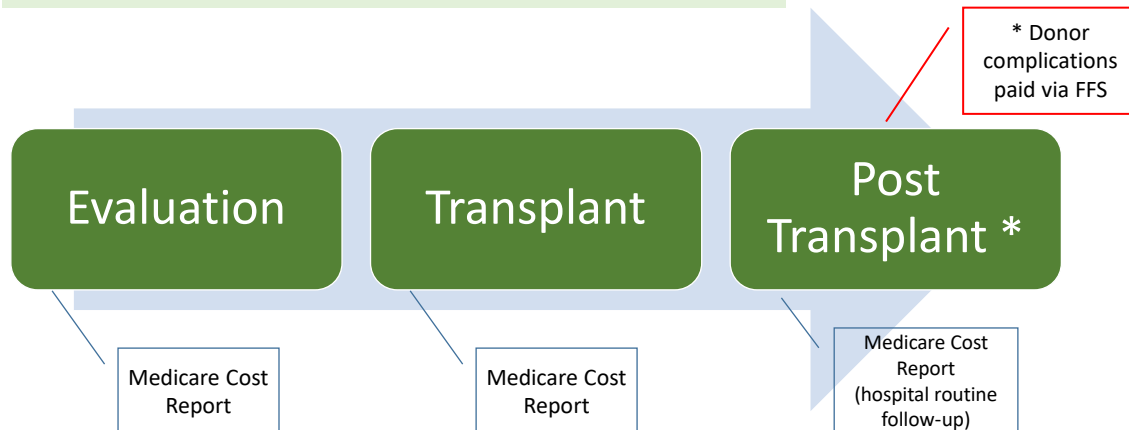 * Donor
complications
paid via FFS
Evaluation
Transplant
Post
Transplant *
Medicare Cost
Report
Medicare Cost
Report
Medicare Cost
Report
(hospital routine
follow-up)